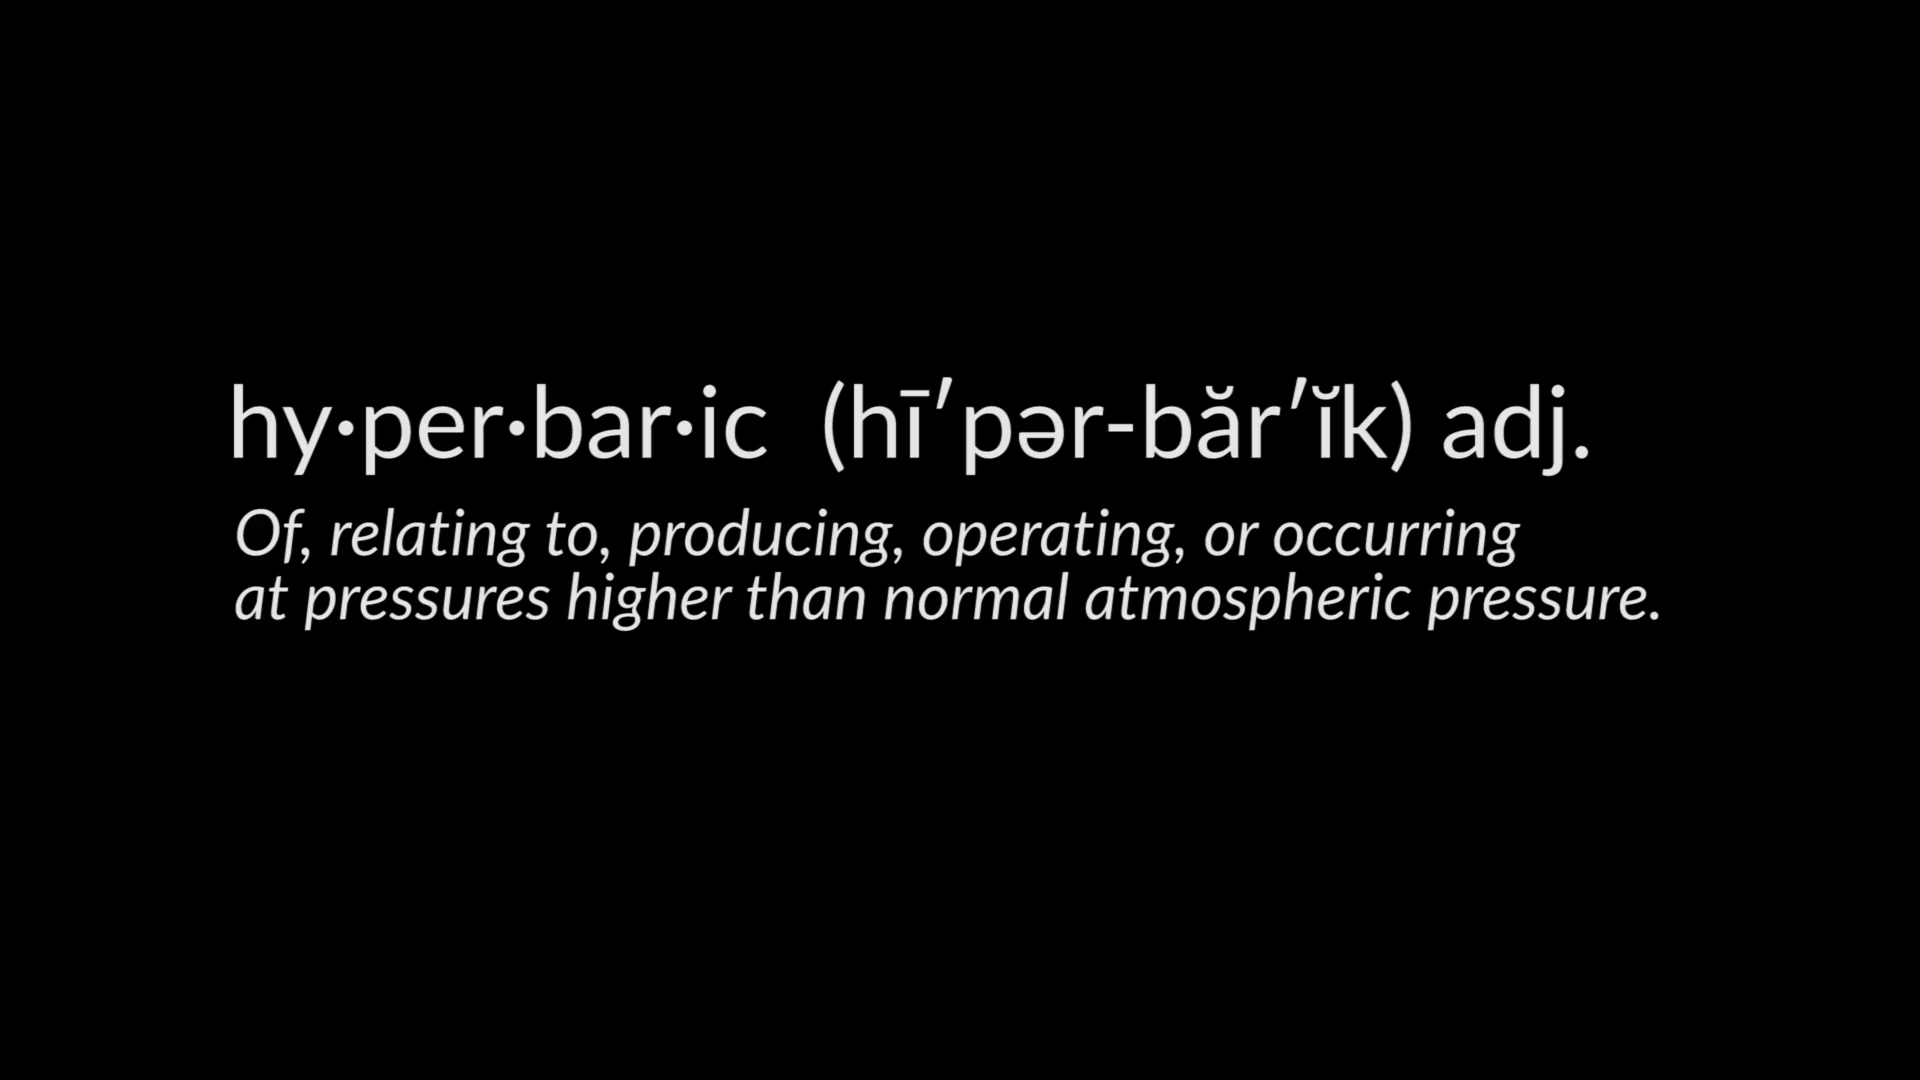 hy·per·bar·ic (hī′pər-băr′ĭk) adj.
Of, relating to, producing, operating, or occurring
at pressures higher than normal atmospheric pressure.